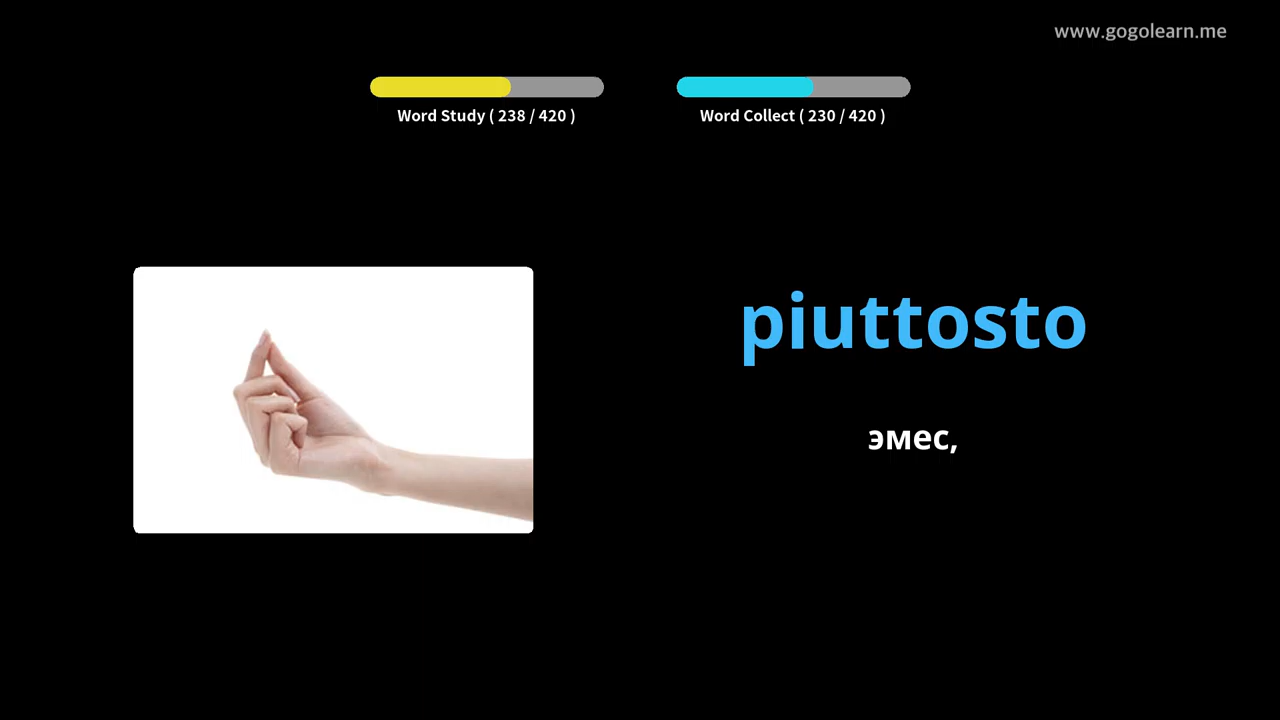 www.gogolearn.me
Word Study ( 238 / 420 )
Word Collect ( 230 / 420 )
piuttosto
эмес,